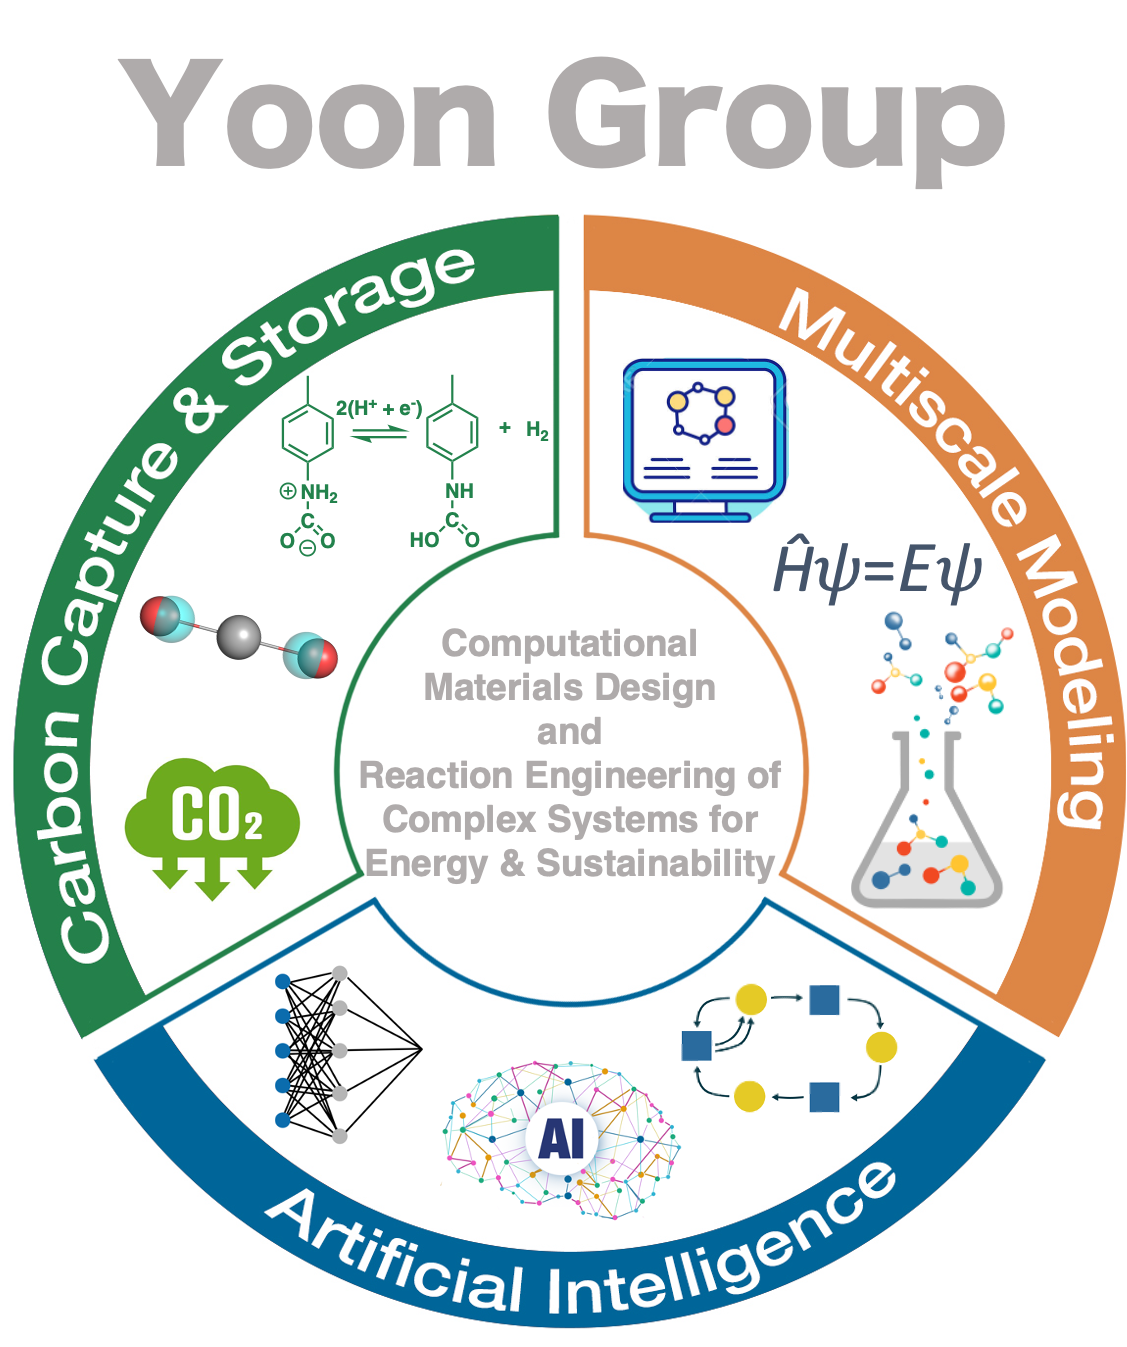 Yoon Group
Carbon Capture & Storage
Multiscale Modeling
2(H⁺ + e⁻)
+ H₂
⊕NH₂
C
O O
⊖
NH
C
HO O
Ĥψ=Eψ
CO₂
Computational
Materials Design
and
Reaction Engineering of
Complex Systems for
Energy & Sustainability
AI
Artificial Intelligence